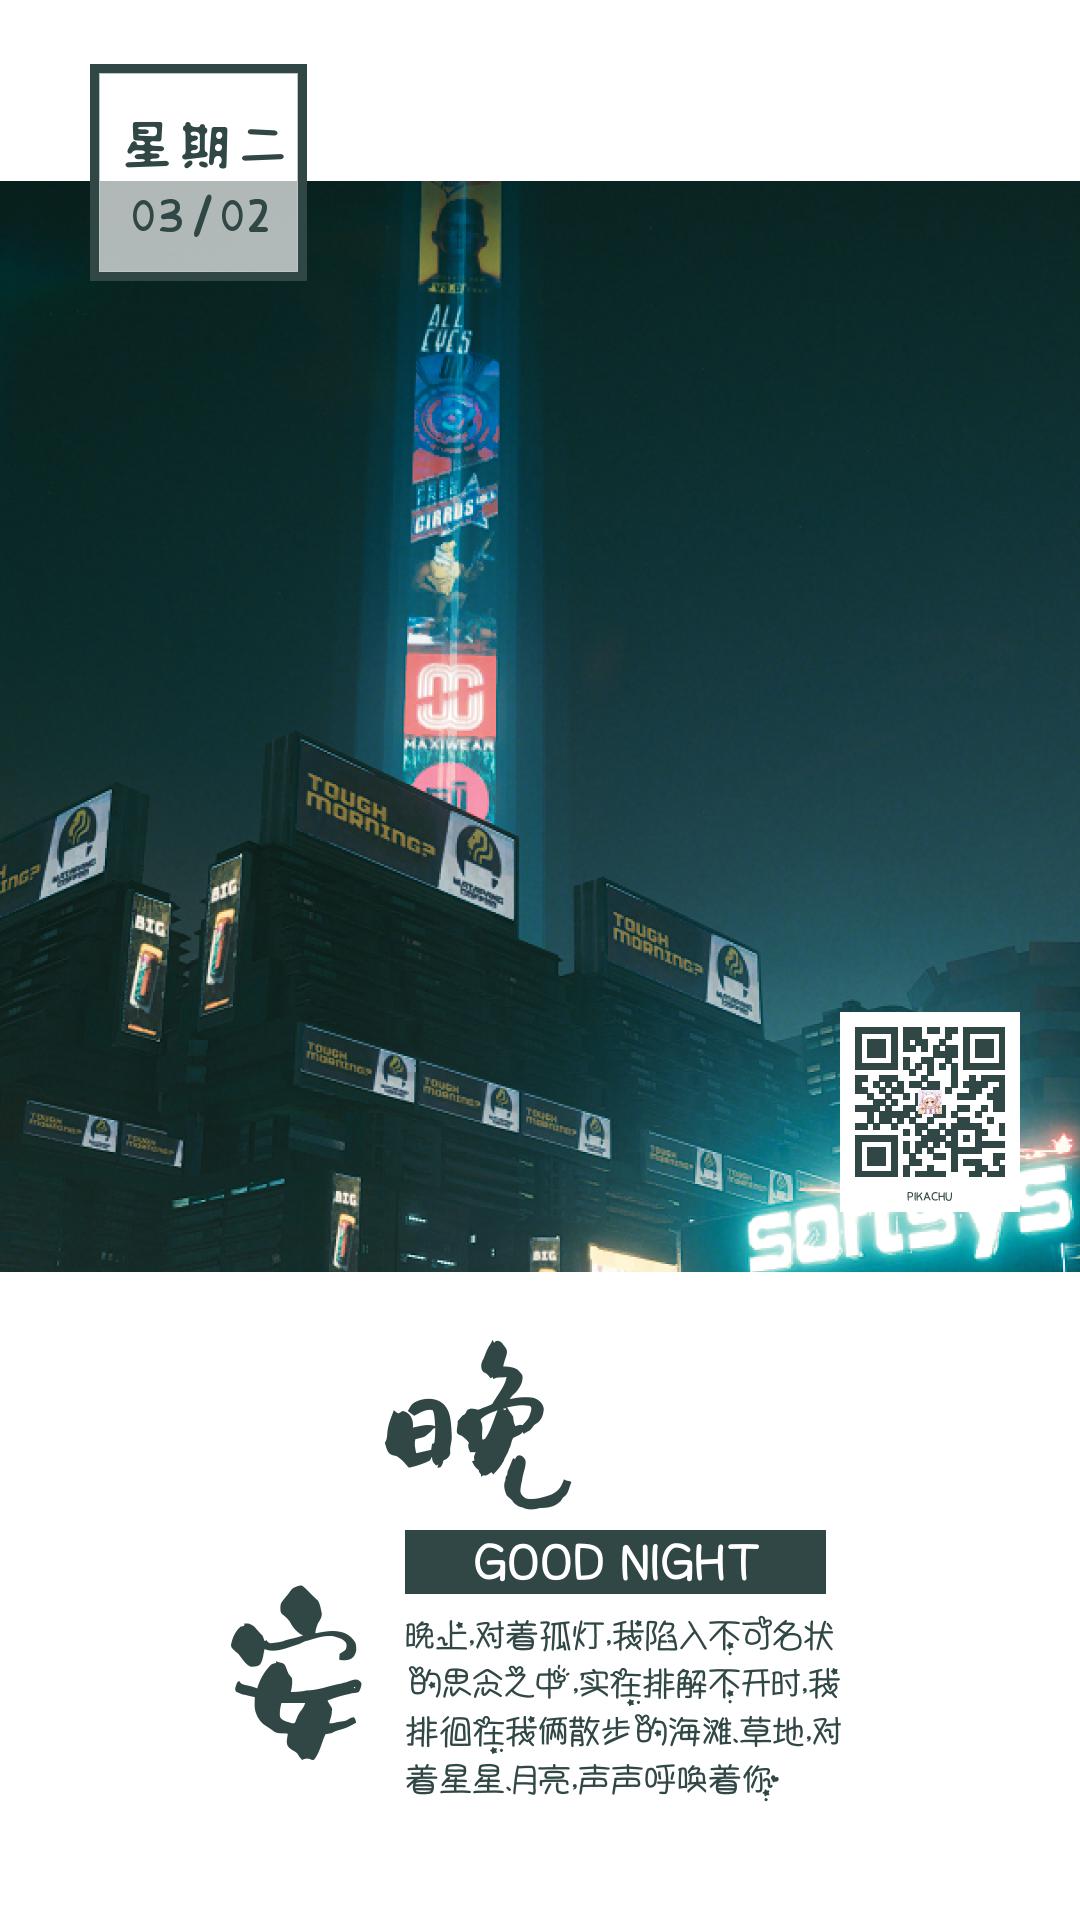 星期二
03/02
ALL
EYES
ON
FREE
CIRRUS
MAXIWEAR
TOUGH
MORNING?
ING?
BIG
BIG
TOUGH
MORNING?
TOUGH
MORNING?
TOUGH
MORNING?
TOUGH
MORNING?
TOUGH
MORNING?
TOUGH
MORNING?
TOUGH
MORNING?
TOUGH
MORNING?
BIG
BIG
PIKACHU
晚
安
GOOD NIGHT
晚上,对着孤灯,我陷入不可名状
的思念之中,实在排解不开时,我
排徊在我俩散步的海滩、草地,对
着星星、月亮,声声呼唤着你